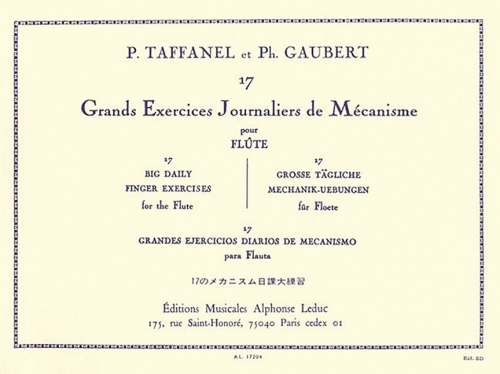 P. TAFFANEL et Ph. GAUBERT
17
Grands Exercices Journaliers de Mécanisme
pour
FLÛTE
17
BIG DAILY
FINGER EXERCISES
for the Flute
17
GROSSE TÄGLICHE
MECHANIK-UEBUNGEN
für Floete
17
GRANDES EJERCICIOS DIARIOS DE MECANISMO
para Flauta
17のメカニズム日課大練習
Éditions Musicales Alphonse Leduc
175, rue Saint-Honoré, 75040 Paris cedex 01
A.L. 17204
Réf. BD